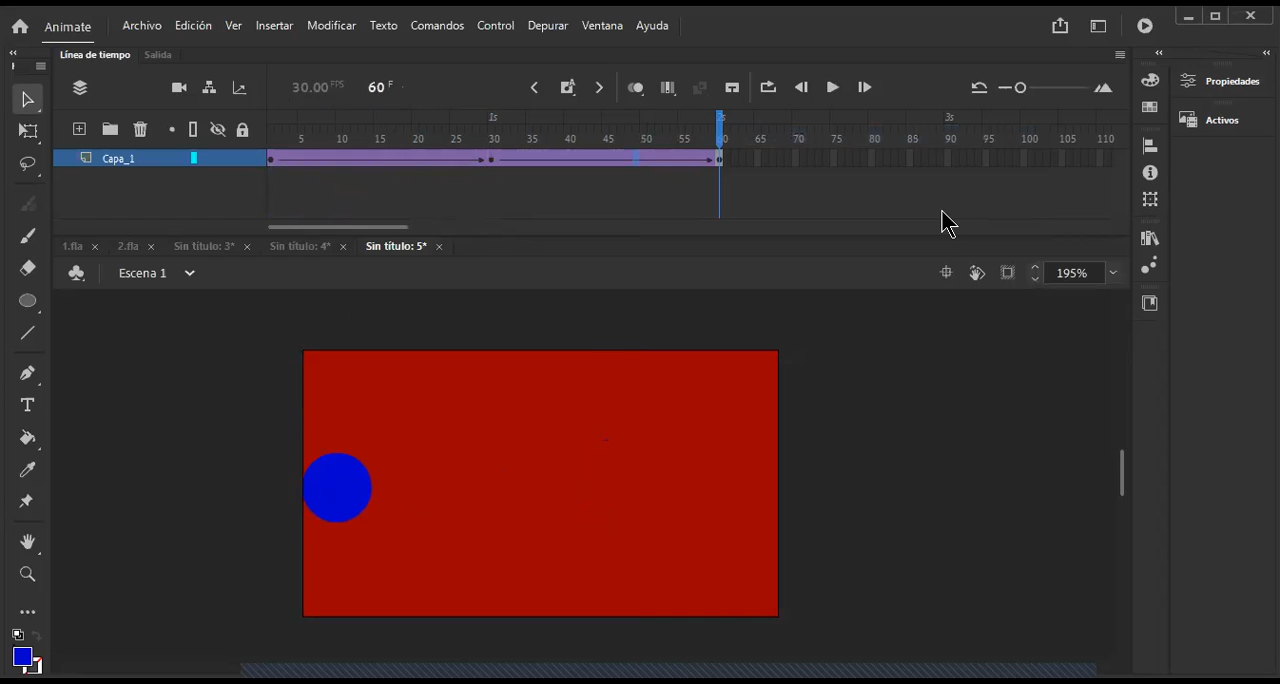 Animate Archivo Edición Ver Insertar Modificar Texto Comandos Control Depurar Ventana Ayuda
Línea de tiempo Salida
30.00 FPS 60 F
Propiedades
1s 2s 3s
Activos
5 10 15 20 25 30 35 40 45 50 55 60 65 70 75 80 85 90 95 100 105 110
Capa_1
1.fla × 2.fla × Sin título: 3* × Sin título: 4* × Sin título: 5* ×
Escena 1 195%